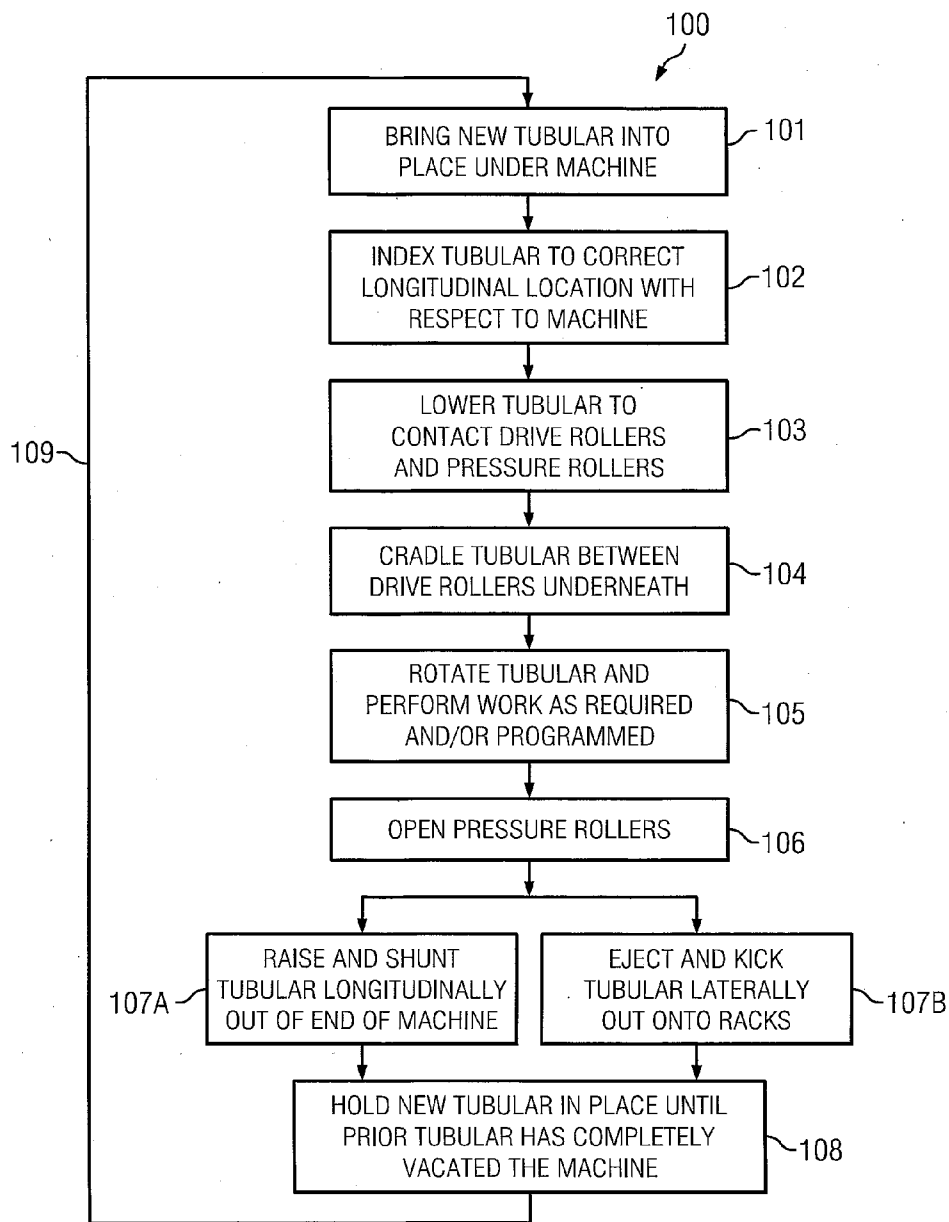 100
BRING NEW TUBULAR INTO
PLACE UNDER MACHINE
101
INDEX TUBULAR TO CORRECT
LONGITUDINAL LOCATION WITH
RESPECT TO MACHINE
102
LOWER TUBULAR TO
CONTACT DRIVE ROLLERS
AND PRESSURE ROLLERS
103
109
CRADLE TUBULAR BETWEEN
DRIVE ROLLERS UNDERNEATH
104
ROTATE TUBULAR AND
PERFORM WORK AS REQUIRED
AND/OR PROGRAMMED
105
OPEN PRESSURE ROLLERS
106
RAISE AND SHUNT
TUBULAR LONGITUDINALLY
OUT OF END OF MACHINE
107A
EJECT AND KICK
TUBULAR LATERALLY
OUT ONTO RACKS
107B
HOLD NEW TUBULAR IN PLACE UNTIL
PRIOR TUBULAR HAS COMPLETELY
VACATED THE MACHINE
108